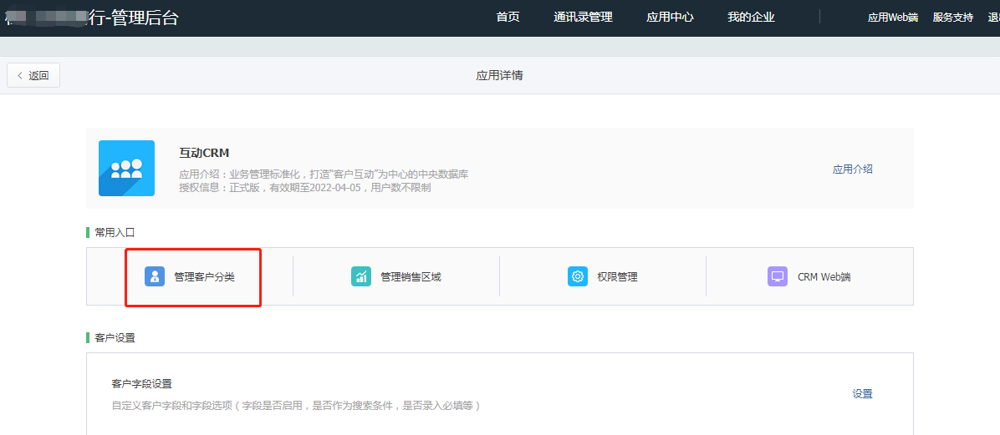 行-管理后台
首页 通讯录管理 应用中心 我的企业 应用Web端 服务支持
返回
应用详情
互动CRM
应用介绍：业务管理标准化，打造“客户互动”为中心的中央数据库
授权信息：正式版，有效期至2022-04-05，用户数不限制
应用介绍
常用入口
管理客户分类 管理销售区域 权限管理 CRM Web端
客户设置
客户字段设置
自定义客户字段和字段选项（字段是否启用，是否作为搜索条件，是否录入必填等）
设置